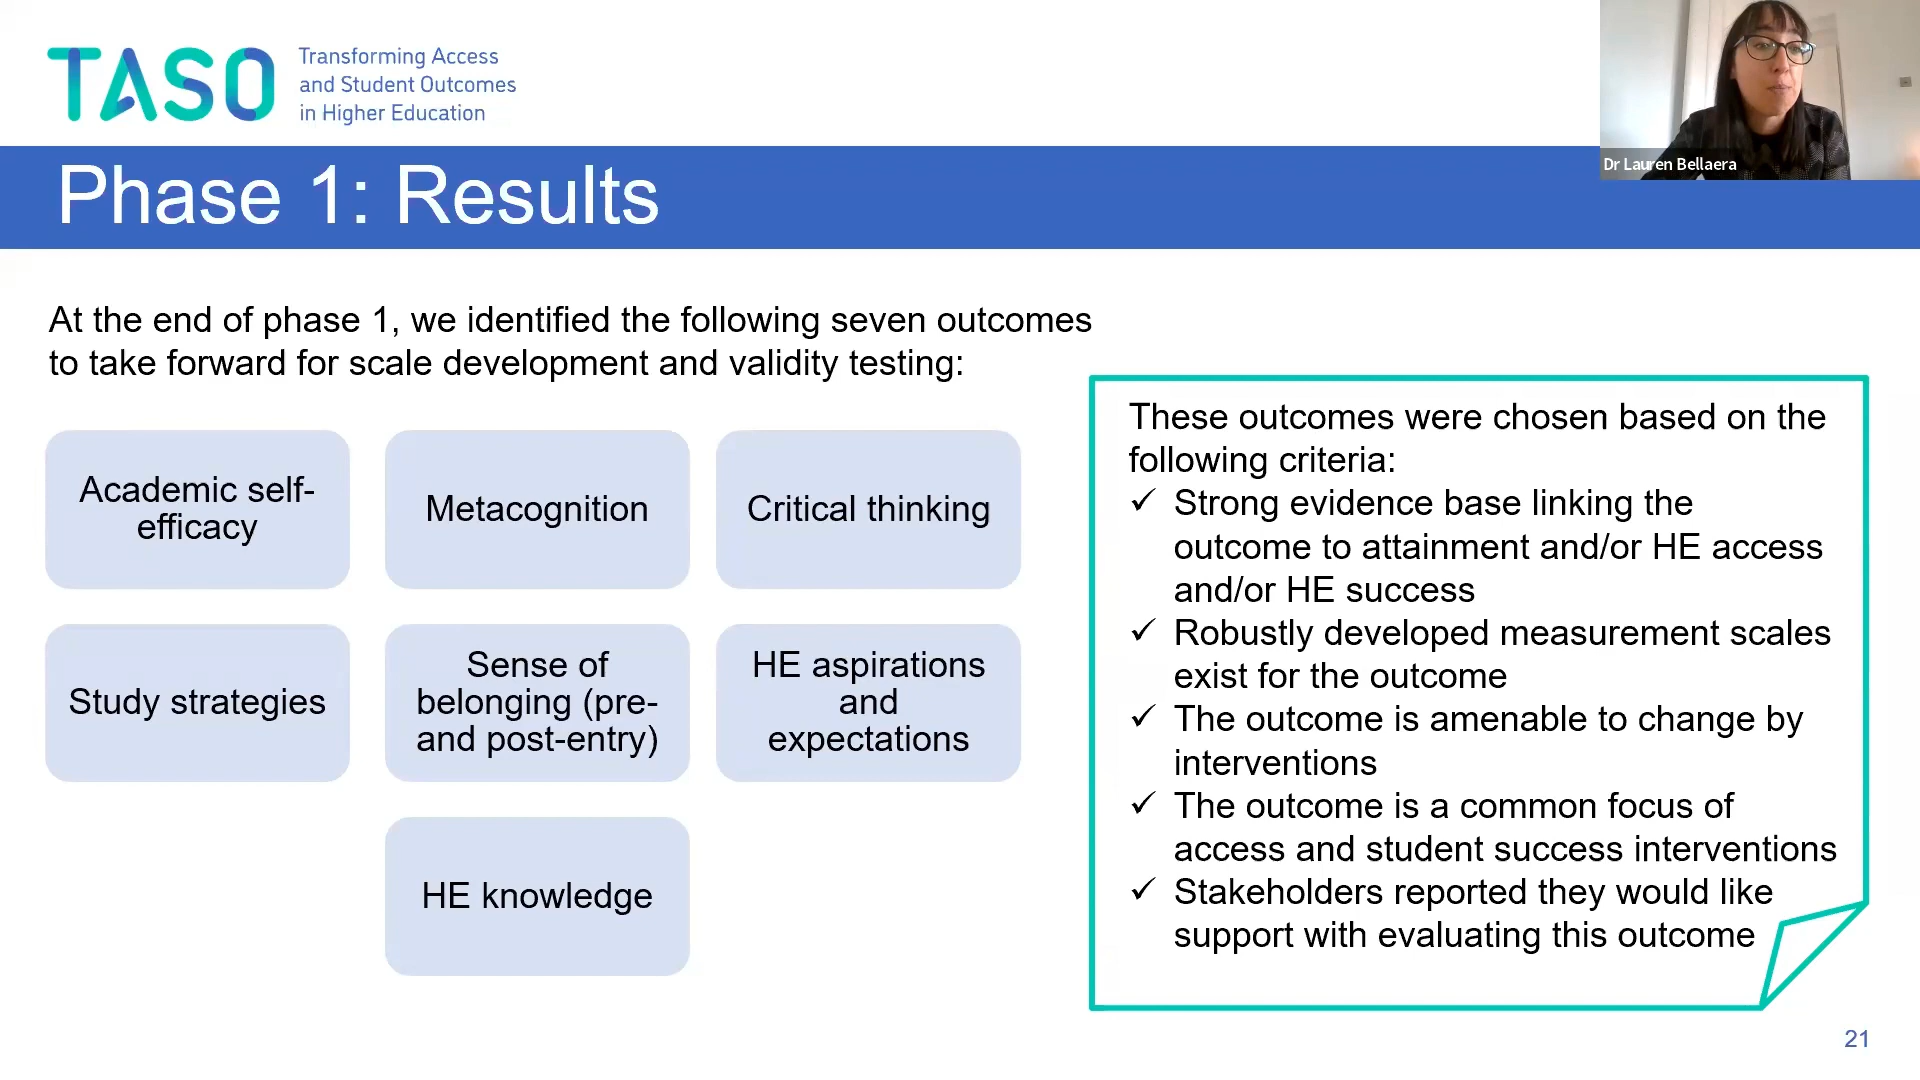 TASO
Transforming Access
and Student Outcomes
in Higher Education
Dr Lauren Bellaera
Phase 1: Results
At the end of phase 1, we identified the following seven outcomes
to take forward for scale development and validity testing:
Academic self-
efficacy
Metacognition
Critical thinking
Study strategies
Sense of
belonging (pre-
and post-entry)
HE aspirations
and
expectations
HE knowledge
These outcomes were chosen based on the
following criteria:
✓ Strong evidence base linking the
outcome to attainment and/or HE access
and/or HE success
✓ Robustly developed measurement scales
exist for the outcome
✓ The outcome is amenable to change by
interventions
✓ The outcome is a common focus of
access and student success interventions
✓ Stakeholders reported they would like
support with evaluating this outcome
21